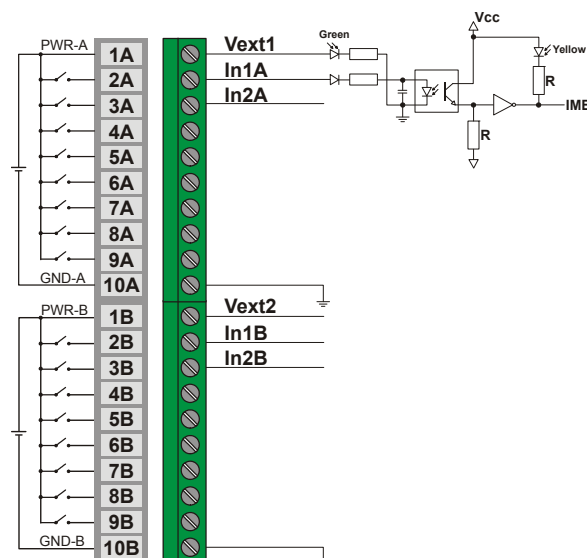 PWR-A
1A
Vext1
Green
Vcc
Yellow
2A
In1A
R
3A
In2A
IMB
4A
R
5A
6A
7A
8A
9A
GND-A
10A
PWR-B
1B
Vext2
2B
In1B
3B
In2B
4B
5B
6B
7B
8B
9B
GND-B
10B